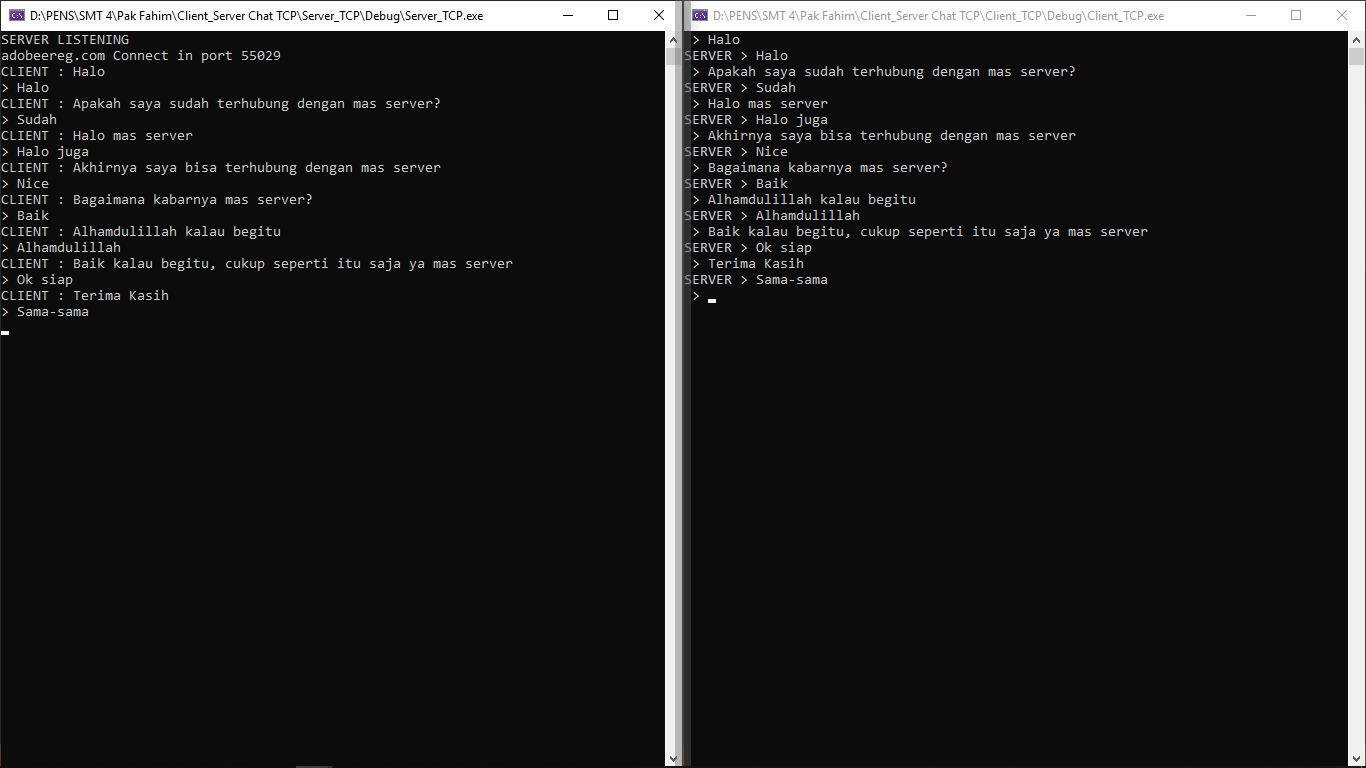 D:\PENS\SMT 4\Pak Fahim\Client_Server Chat TCP\Server_TCP\Debug\Server_TCP.exe
SERVER LISTENING
adobeereg.com Connect in port 55029
CLIENT : Halo
> Halo
CLIENT : Apakah saya sudah terhubung dengan mas server?
> Sudah
CLIENT : Halo mas server
> Halo juga
CLIENT : Akhirnya saya bisa terhubung dengan mas server
> Nice
CLIENT : Bagaimana kabarnya mas server?
> Baik
CLIENT : Alhamdulillah kalau begitu
> Alhamdulillah
CLIENT : Baik kalau begitu, cukup seperti itu saja ya mas server
> Ok siap
CLIENT : Terima Kasih
> Sama-sama
D:\PENS\SMT 4\Pak Fahim\Client_Server Chat TCP\Client_TCP\Debug\Client_TCP.exe
> Halo
SERVER > Halo
> Apakah saya sudah terhubung dengan mas server?
SERVER > Sudah
> Halo mas server
SERVER > Halo juga
> Akhirnya saya bisa terhubung dengan mas server
SERVER > Nice
> Bagaimana kabarnya mas server?
SERVER > Baik
> Alhamdulillah kalau begitu
SERVER > Alhamdulillah
> Baik kalau begitu, cukup seperti itu saja ya mas server
SERVER > Ok siap
> Terima Kasih
SERVER > Sama-sama
>